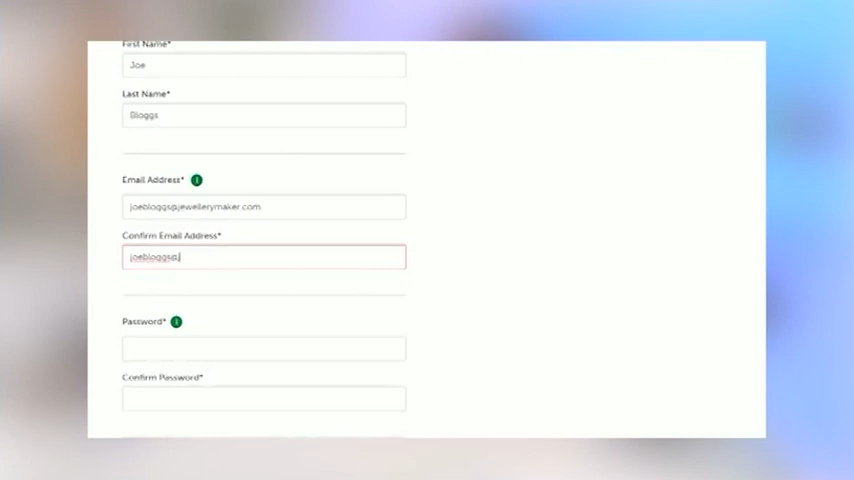 First Name*
Joe
Last Name*
Bloggs
Email Address* i
joebloggs@jewellerymaker.com
Confirm Email Address*
joebloggs@j
Password* i
Confirm Password*